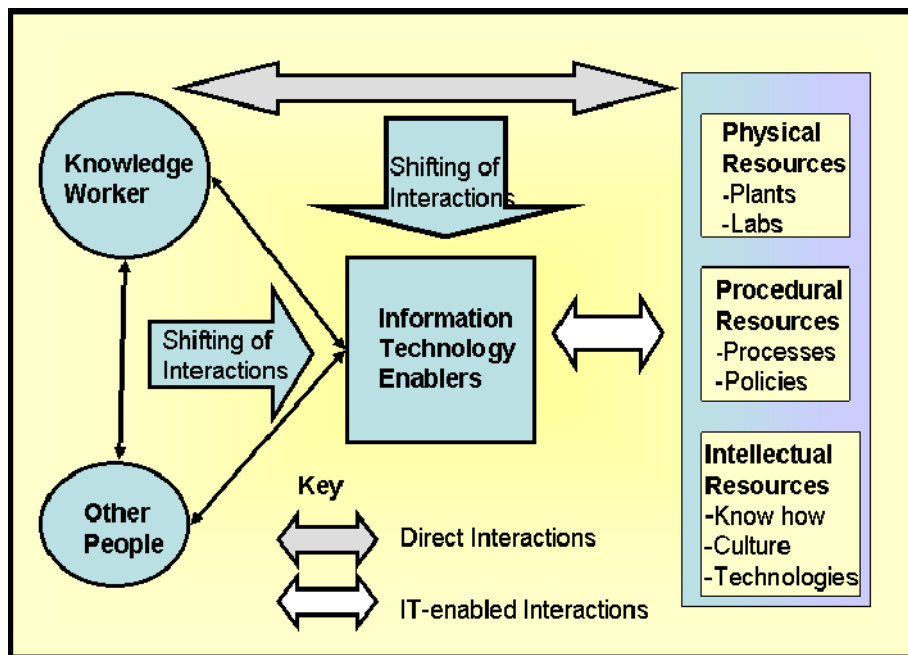 Knowledge
Worker
Shifting of
Interactions
Physical
Resources
-Plants
-Labs
Information
Technology
Enablers
Procedural
Resources
-Processes
-Policies
Shifting of
Interactions
Other
People
Intellectual
Resources
-Know how
-Culture
-Technologies
Key
Direct Interactions
IT-enabled Interactions